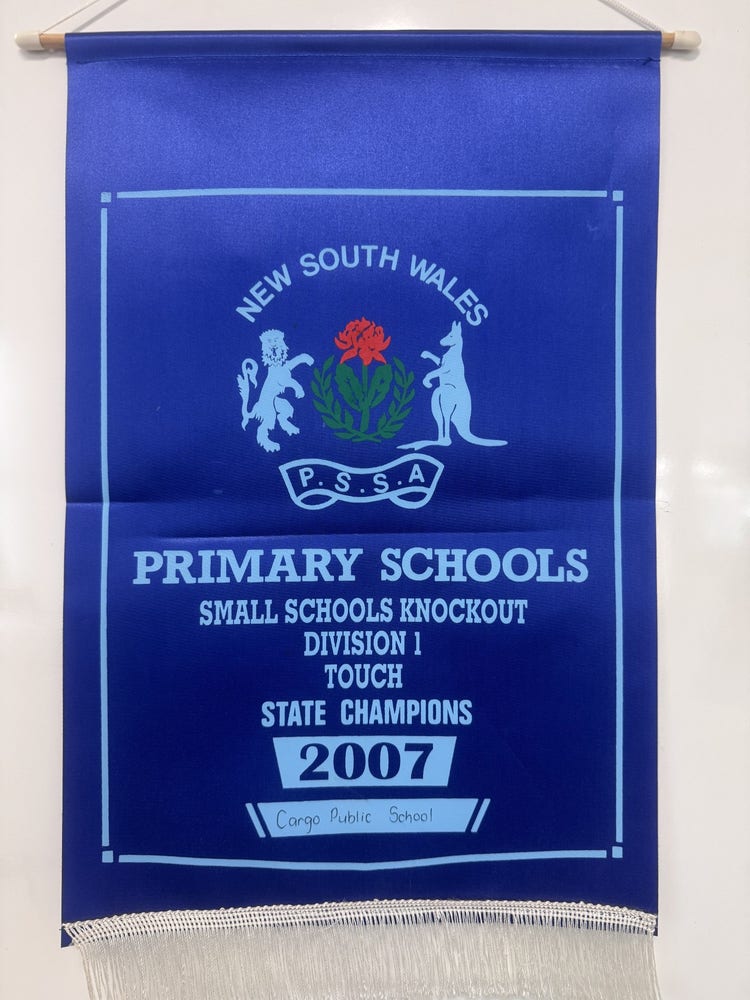 NEW SOUTH WALES
P.S.S.A
PRIMARY SCHOOLS
SMALL SCHOOLS KNOCKOUT
DIVISION 1
TOUCH
STATE CHAMPIONS
2007
Cargo Public School